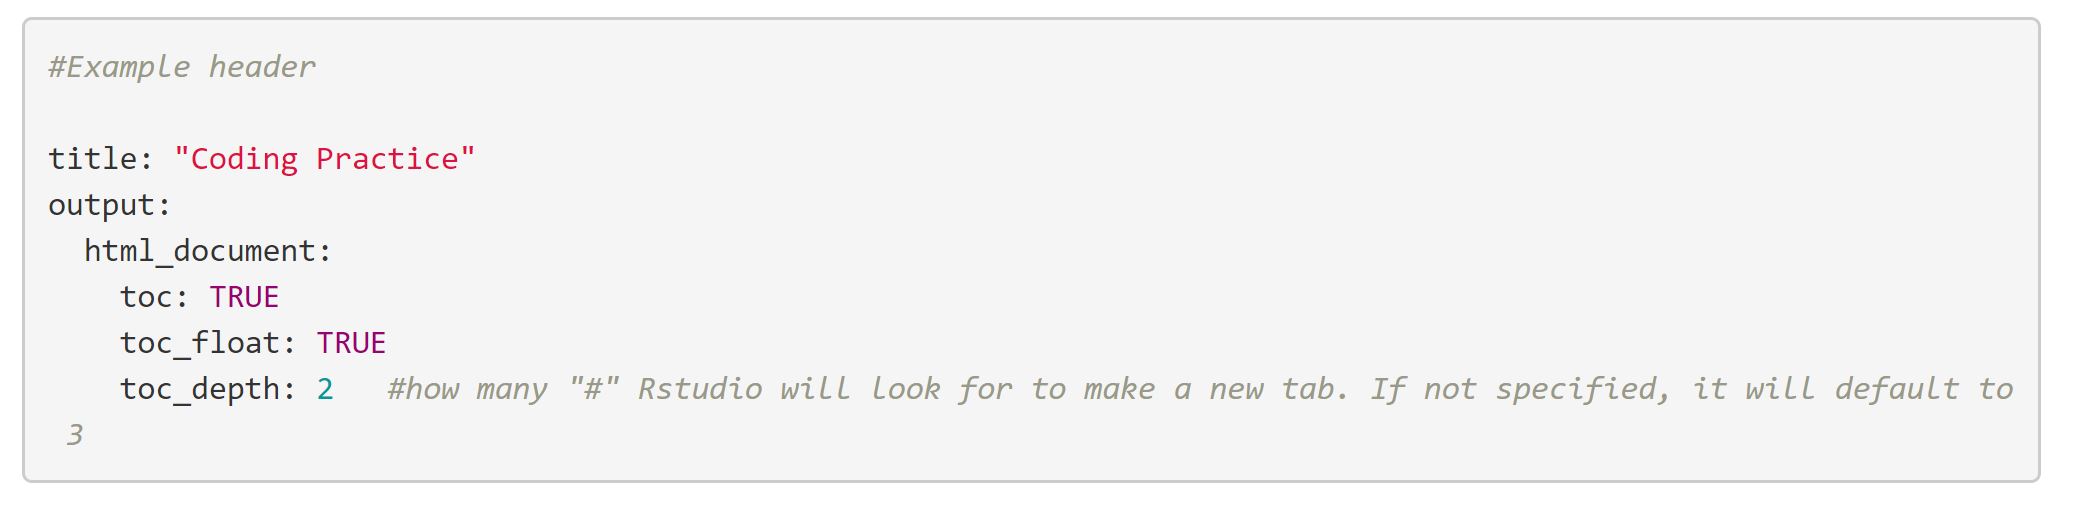 #Example header
title: "Coding Practice"
output:
  html_document:
    toc: TRUE
    toc_float: TRUE
    toc_depth: 2   #how many "#" Rstudio will look for to make a new tab. If not specified, it will default to
 3